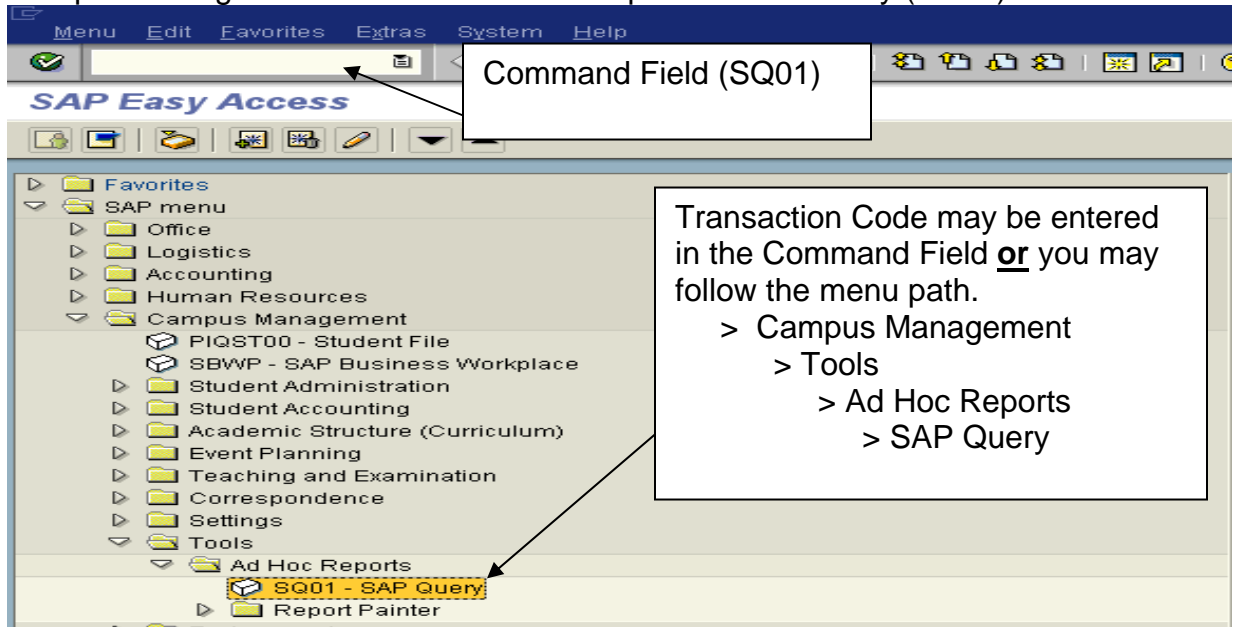 Menu Edit Favorites Extras System Help
Command Field (SQ01)
SAP Easy Access
Favorites
SAP menu
Office
Logistics
Accounting
Human Resources
Campus Management
PIQST00 - Student File
SBWP - SAP Business Workplace
Student Administration
Student Accounting
Academic Structure (Curriculum)
Event Planning
Teaching and Examination
Correspondence
Settings
Tools
Ad Hoc Reports
SQ01 - SAP Query
Report Painter
Transaction Code may be entered
in the Command Field or you may
follow the menu path.
> Campus Management
> Tools
> Ad Hoc Reports
> SAP Query